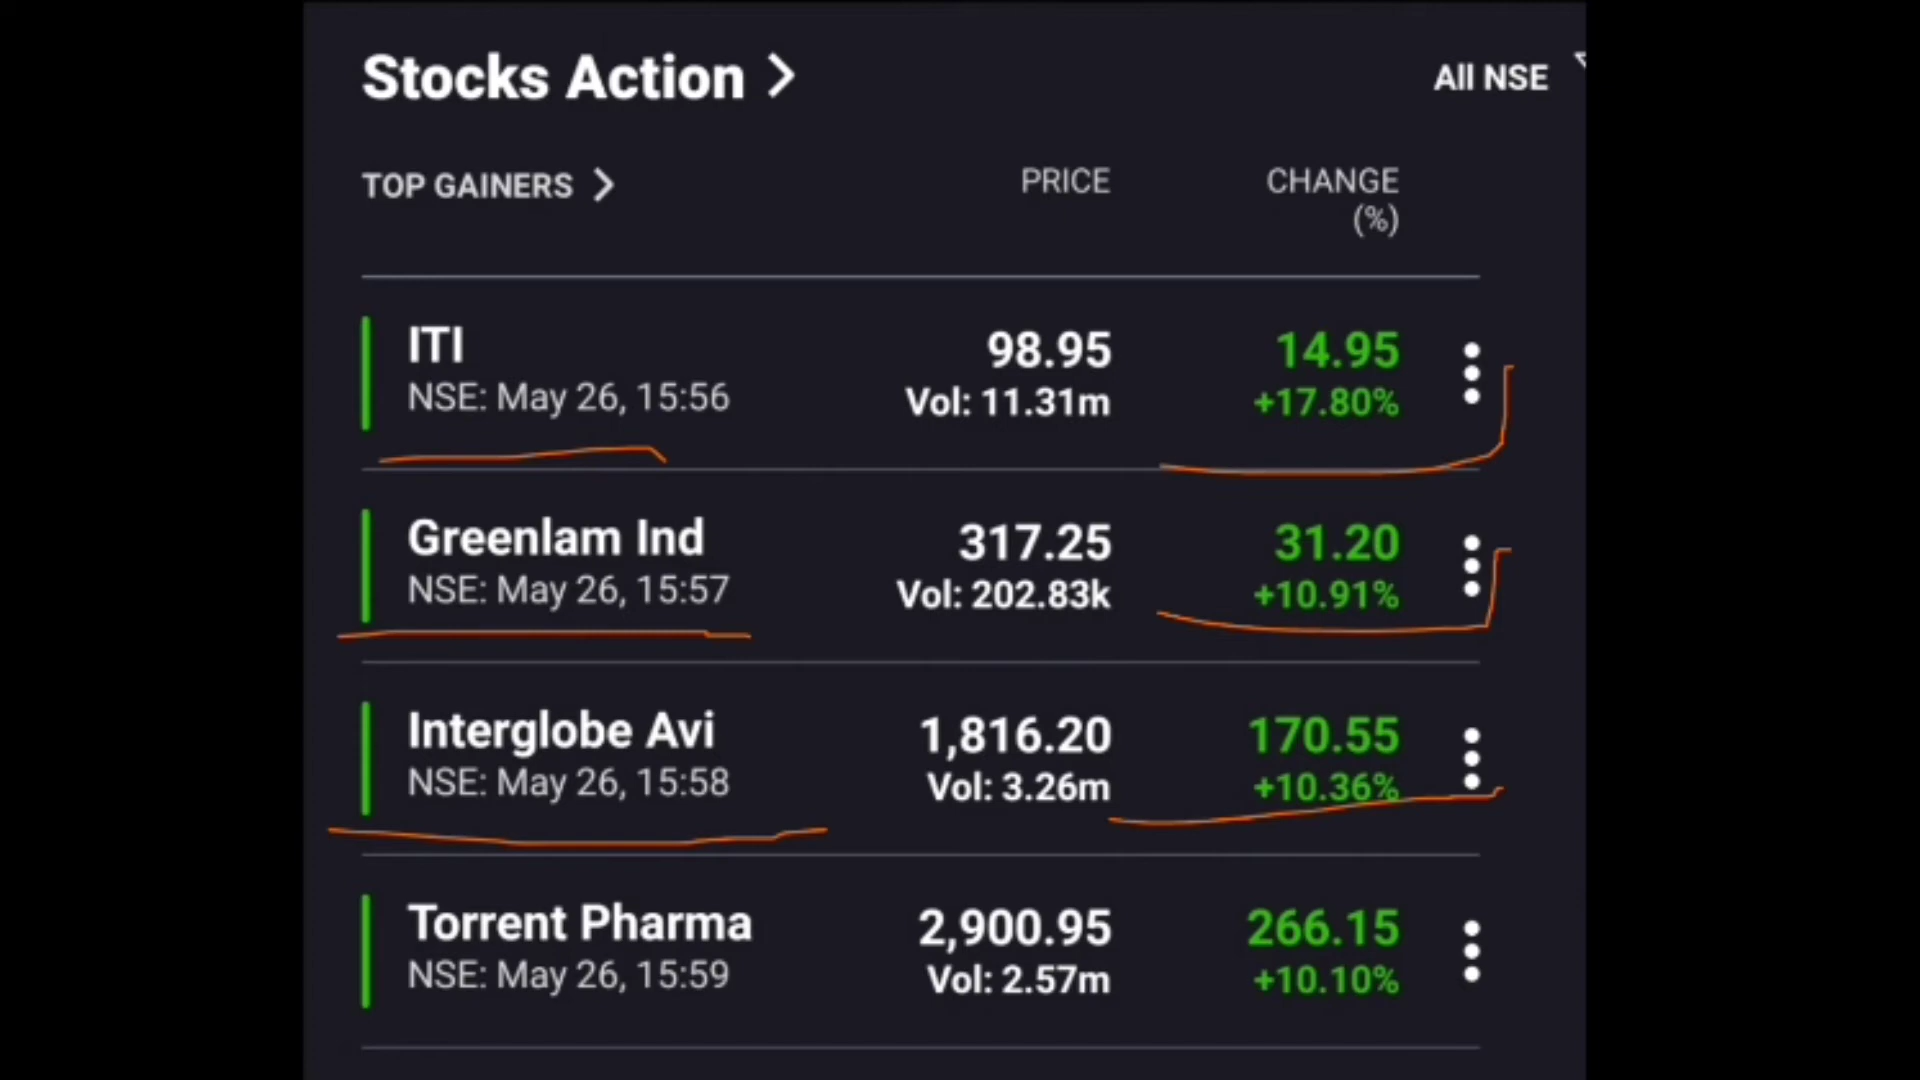 Stocks Action
All NSE
TOP GAINERS
PRICE
CHANGE
(%)
ITI
98.95
14.95
NSE: May 26, 15:56
Vol: 11.31m
+17.80%
Greenlam Ind
317.25
31.20
NSE: May 26, 15:57
Vol: 202.83k
+10.91%
Interglobe Avi
1,816.20
170.55
NSE: May 26, 15:58
Vol: 3.26m
+10.36%
Torrent Pharma
2,900.95
266.15
NSE: May 26, 15:59
Vol: 2.57m
+10.10%